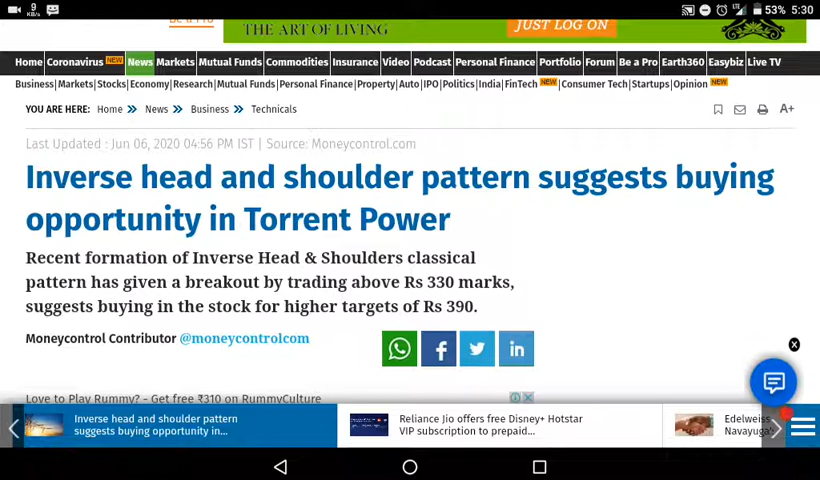 9
KB/s
LTE
53% 5:30
Be a Pro
THE ART OF LIVING
JUST LOG ON
Home Coronavirus NEW News Markets Mutual Funds Commodities Insurance Video Podcast Personal Finance Portfolio Forum Be a Pro Earth360 Easybiz Live TV
Business|Markets|Stocks|Economy|Research|Mutual Funds|Personal Finance|Property|Auto|IPO|Politics|India|FinTech NEW |Consumer Tech|Startups|Opinion NEW
YOU ARE HERE: Home News Business Technicals
A+
Last Updated : Jun 06, 2020 04:56 PM IST | Source: Moneycontrol.com
Inverse head and shoulder pattern suggests buying
opportunity in Torrent Power
Recent formation of Inverse Head & Shoulders classical
pattern has given a breakout by trading above Rs 330 marks,
suggests buying in the stock for higher targets of Rs 390.
Moneycontrol Contributor @moneycontrolcom
Love to Play Rummy? - Get free ₹310 on RummyCulture
Inverse head and shoulder pattern
suggests buying opportunity in...
Reliance Jio offers free Disney+ Hotstar
VIP subscription to prepaid...
Edelweiss
Navayuga's